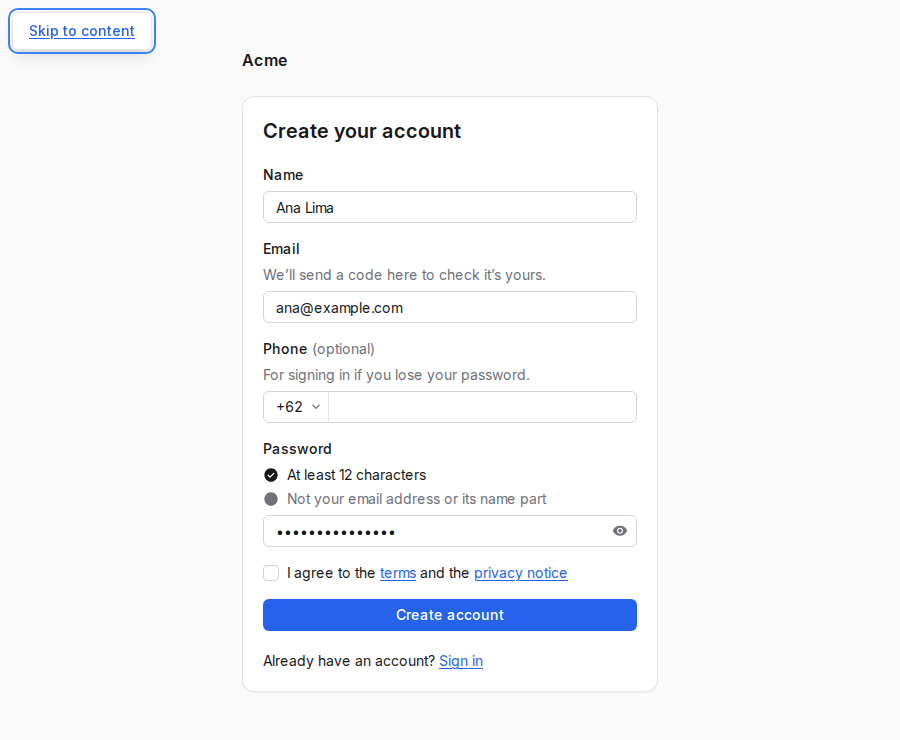 Skip to content
Acme
Create your account
Name
Ana Lima
Email
We’ll send a code here to check it’s yours.
ana@example.com
Phone (optional)
For signing in if you lose your password.
+62
Password
At least 12 characters
Not your email address or its name part
•••••••••••••••
I agree to the terms and the privacy notice
Create account
Already have an account? Sign in